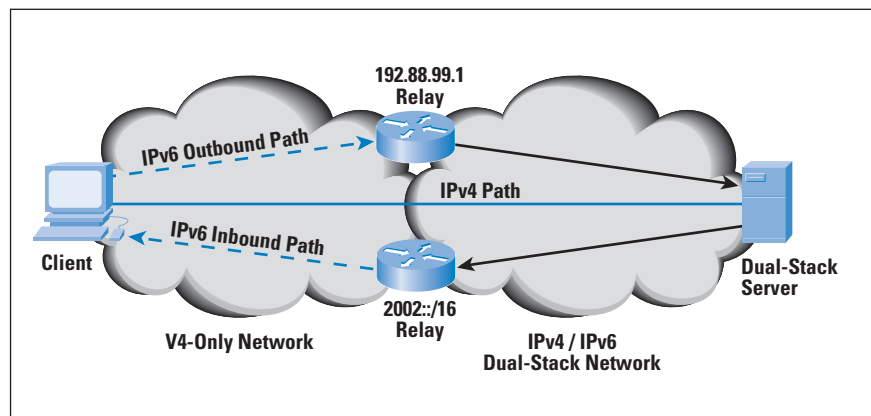 192.88.99.1
Relay
IPv6 Outbound Path
IPv4 Path
IPv6 Inbound Path
Client
Dual-Stack
Server
2002::/16
Relay
V4-Only Network
IPv4 / IPv6
Dual-Stack Network